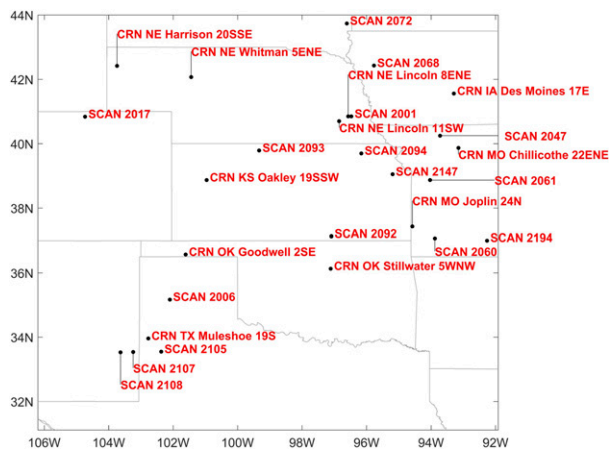 44N
SCAN 2072
CRN NE Harrison 20SSE
CRN NE Whitman 5ENE
SCAN 2068
42N
CRN NE Lincoln 8ENE
CRN IA Des Moines 17E
SCAN 2017
SCAN 2001
CRN NE Lincoln 11SW
SCAN 2047
40N
SCAN 2093
SCAN 2094
CRN MO Chillicothe 22ENE
SCAN 2147
CRN KS Oakley 19SSW
SCAN 2061
CRN MO Joplin 24N
38N
SCAN 2092
SCAN 2194
CRN OK Goodwell 2SE
SCAN 2060
36N
CRN OK Stillwater 5WNW
SCAN 2006
34N
CRN TX Muleshoe 19S
SCAN 2105
SCAN 2107
SCAN 2108
32N
106W 104W 102W 100W 98W 96W 94W 92W